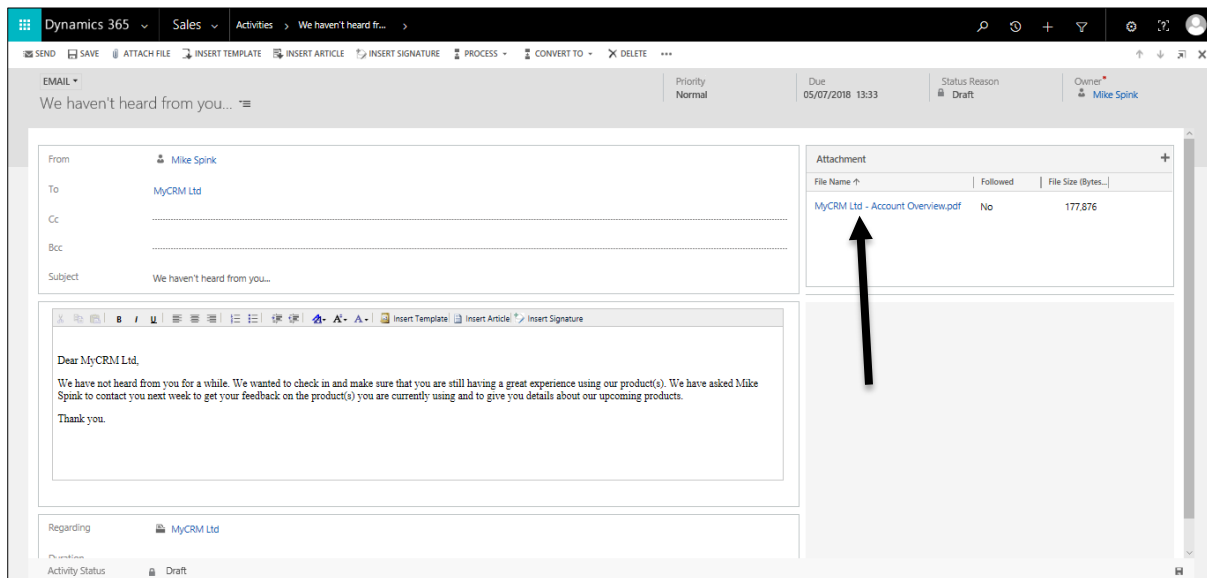 Dynamics 365 Sales Activities > We haven't heard fr... >
SEND SAVE ATTACH FILE INSERT TEMPLATE INSERT ARTICLE INSERT SIGNATURE PROCESS CONVERT TO DELETE ...
EMAIL
We haven't heard from you...
Priority
Normal
Due
05/07/2018 13:33
Status Reason
Draft
Owner*
Mike Spink
From Mike Spink
To MyCRM Ltd
Cc
Bcc
Subject We haven't heard from you...
Attachment +
File Name ↑ Followed File Size (Bytes...
MyCRM Ltd - Account Overview.pdf No 177,876
B I U A A Insert Template Insert Article Insert Signature
Dear MyCRM Ltd,
We have not heard from you for a while. We wanted to check in and make sure that you are still having a great experience using our product(s). We have asked Mike
Spink to contact you next week to get your feedback on the product(s) you are currently using and to give you details about our upcoming products.
Thank you.
Regarding MyCRM Ltd
Duration
Activity Status Draft